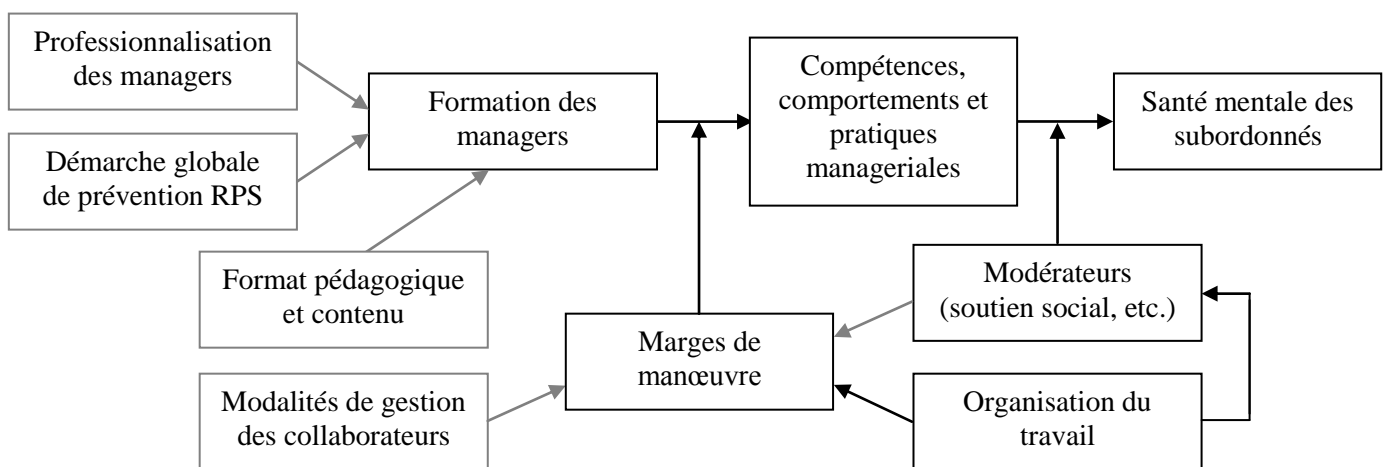 Professionnalisation
des managers
Formation des
managers
Compétences,
comportements et
pratiques
manageriales
Santé mentale des
subordonnés
Démarche globale
de prévention RPS
Format pédagogique
et contenu
Modérateurs
(soutien social, etc.)
Marges de
manœuvre
Modalités de gestion
des collaborateurs
Organisation du
travail